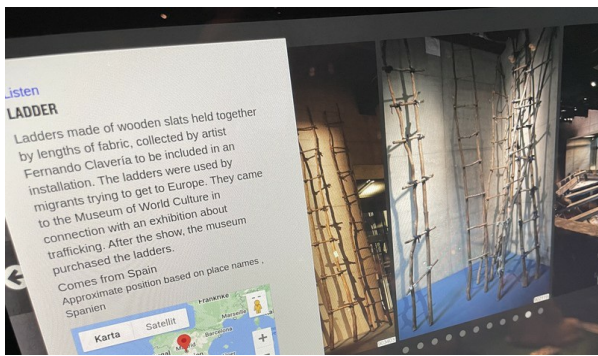 Listen
LADDER
Ladders made of wooden slats held together
by lengths of fabric, collected by artist
Fernando Claveria to be included in an
installation. The ladders were used by
migrants trying to get to Europe. They came
to the Museum of World Culture in
connection with an exhibition about
trafficking. After the show, the museum
purchased the ladders.
Comes from Spain
Approximate position based on place names ,
Spanien
Frankrike
Karta
Satellit
Marseille
Barcelona
+